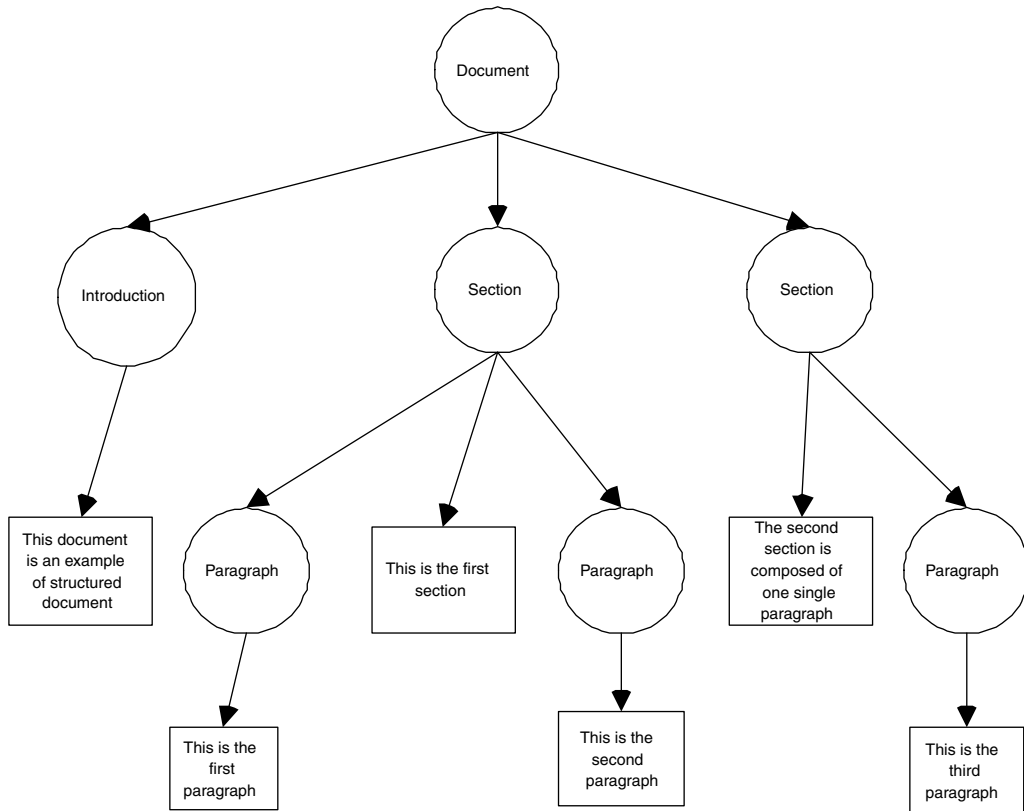 Document
Introduction
Section
Section
This document
is an example
of structured
document
Paragraph
This is the first
section
Paragraph
The second
section is
composed of
one single
paragraph
Paragraph
This is the
first
paragraph
This is the
second
paragraph
This is the
third
paragraph